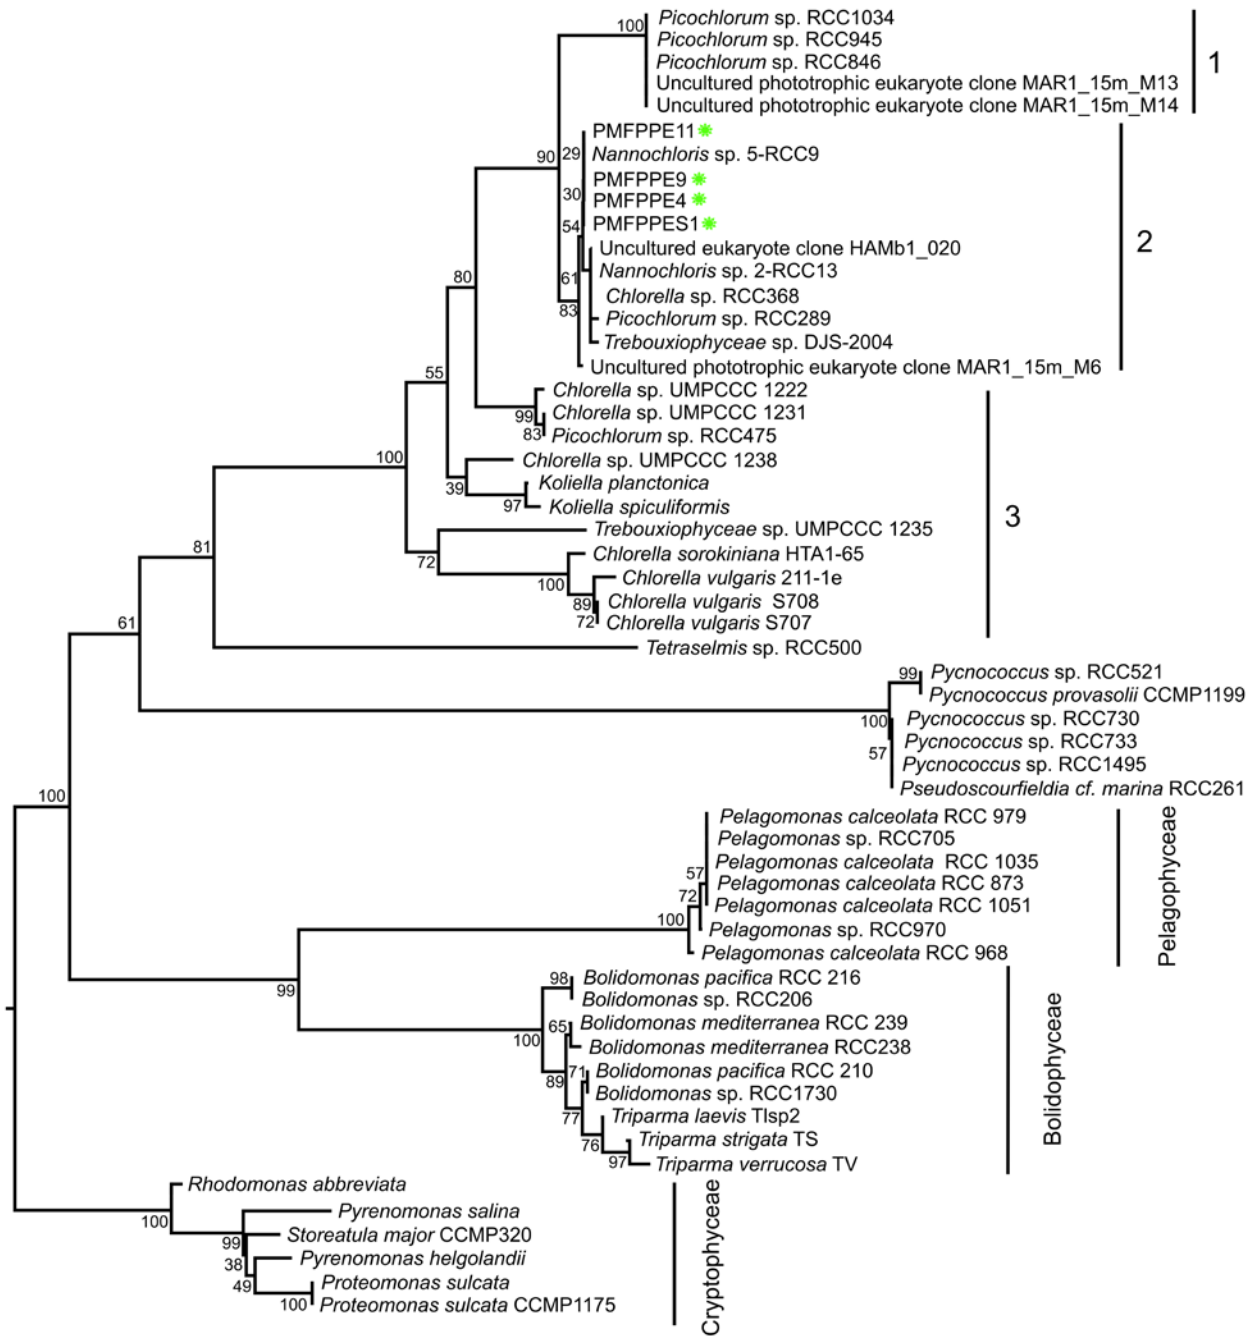 100
Picochlorum sp. RCC1034
Picochlorum sp. RCC945
Picochlorum sp. RCC846
Uncultured phototrophic eukaryote clone MAR1_15m_M13
Uncultured phototrophic eukaryote clone MAR1_15m_M14
1
PMFPPE11
90
29
Nannochloris sp. 5-RCC9
PMFPPE9
30
PMFPPE4
54
PMFPPES1
2
Uncultured eukaryote clone HAMb1_020
Nannochloris sp. 2-RCC13
80
61
Chlorella sp. RCC368
83
Picochlorum sp. RCC289
Trebouxiophyceae sp. DJS-2004
Uncultured phototrophic eukaryote clone MAR1_15m_M6
55
Chlorella sp. UMPCCC 1222
99
Chlorella sp. UMPCCC 1231
83
Picochlorum sp. RCC475
100
Chlorella sp. UMPCCC 1238
39
Koliella planctonica
97
Koliella spiculiformis
3
Trebouxiophyceae sp. UMPCCC 1235
81
72
Chlorella sorokiniana HTA1-65
100
Chlorella vulgaris 211-1e
89
Chlorella vulgaris S708
72
Chlorella vulgaris S707
61
Tetraselmis sp. RCC500
99
Pycnococcus sp. RCC521
Pycnococcus provasolii CCMP1199
100
Pycnococcus sp. RCC730
57
Pycnococcus sp. RCC733
Pycnococcus sp. RCC1495
Pseudoscourfieldia cf. marina RCC261
100
Pelagomonas calceolata RCC 979
Pelagomonas sp. RCC705
Pelagomonas calceolata RCC 1035
57
Pelagomonas calceolata RCC 873
72
Pelagomonas calceolata RCC 1051
100
Pelagomonas sp. RCC970
Pelagomonas calceolata RCC 968
Pelagophyceae
99
98
Bolidomonas pacifica RCC 216
Bolidomonas sp. RCC206
65
Bolidomonas mediterranea RCC 239
100
Bolidomonas mediterranea RCC238
89
71
Bolidomonas pacifica RCC 210
Bolidomonas sp. RCC1730
77
Triparma laevis Tlsp2
76
Triparma strigata TS
97
Triparma verrucosa TV
Bolidophyceae
Rhodomonas abbreviata
100
Pyrenomonas salina
99
Storeatula major CCMP320
38
Pyrenomonas helgolandii
49
Proteomonas sulcata
100
Proteomonas sulcata CCMP1175
Cryptophyceae